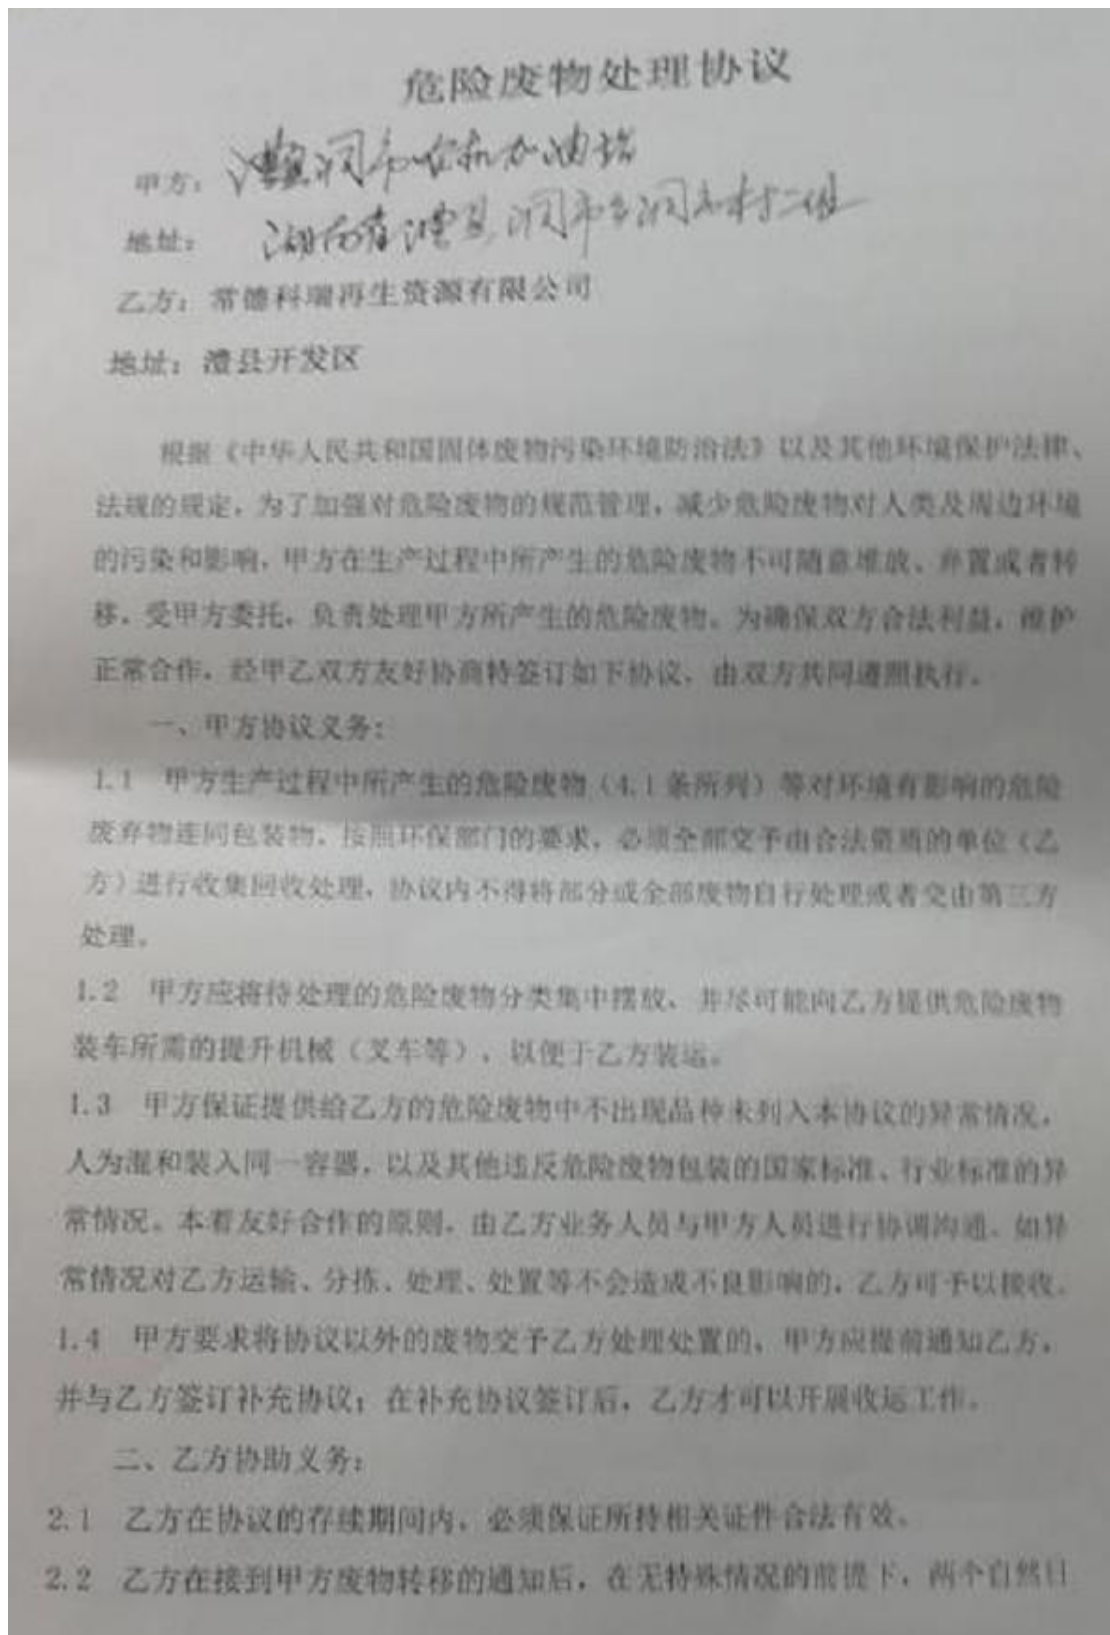 危险废物处理协议
甲方：澧县洞市加油站
地址：湖南省澧县洞市乡洞市村二组
乙方：常德科瑞再生资源有限公司
地址：澧县开发区
根据《中华人民共和国固体废物污染环境防治法》以及其他环境保护法律、
法规的规定，为了加强对危险废物的规范管理，减少危险废物对人类及周边环境
的污染和影响，甲方在生产过程中所产生的危险废物不可随意堆放、弃置或者转
移。受甲方委托，负责处理甲方所产生的危险废物。为确保双方合法利益，维护
正常合作，经甲乙双方友好协商特签订如下协议，由双方共同遵照执行。
一、甲方协议义务：
1.1 甲方生产过程中所产生的危险废物（4.1条所列）等对环境有影响的危险
废弃物连同包装物，按照环保部门的要求，必须全部交予由合法资质的单位（乙
方）进行收集回收处理，协议内不得将部分或全部废物自行处理或者交由第三方
处理。
1.2 甲方应将待处理的危险废物分类集中摆放，并尽可能向乙方提供危险废物
装车所需的提升机械（叉车等），以便于乙方装运。
1.3 甲方保证提供给乙方的危险废物中不出现品种未列入本协议的异常情况，
人为混和装入同一容器，以及其他违反危险废物包装的国家标准、行业标准的异
常情况。本着友好合作的原则，由乙方业务人员与甲方人员进行协调沟通。如异
常情况对乙方运输、分拣、处理、处置等不会造成不良影响的，乙方可予以接收。
1.4 甲方要求将协议以外的废物交予乙方处理处置的，甲方应提前通知乙方，
并与乙方签订补充协议；在补充协议签订后，乙方才可以开展收运工作。
二、乙方协助义务：
2.1 乙方在协议的存续期间内，必须保证所持相关证件合法有效。
2.2 乙方在接到甲方废物转移的通知后，在无特殊情况的前提下，两个自然日